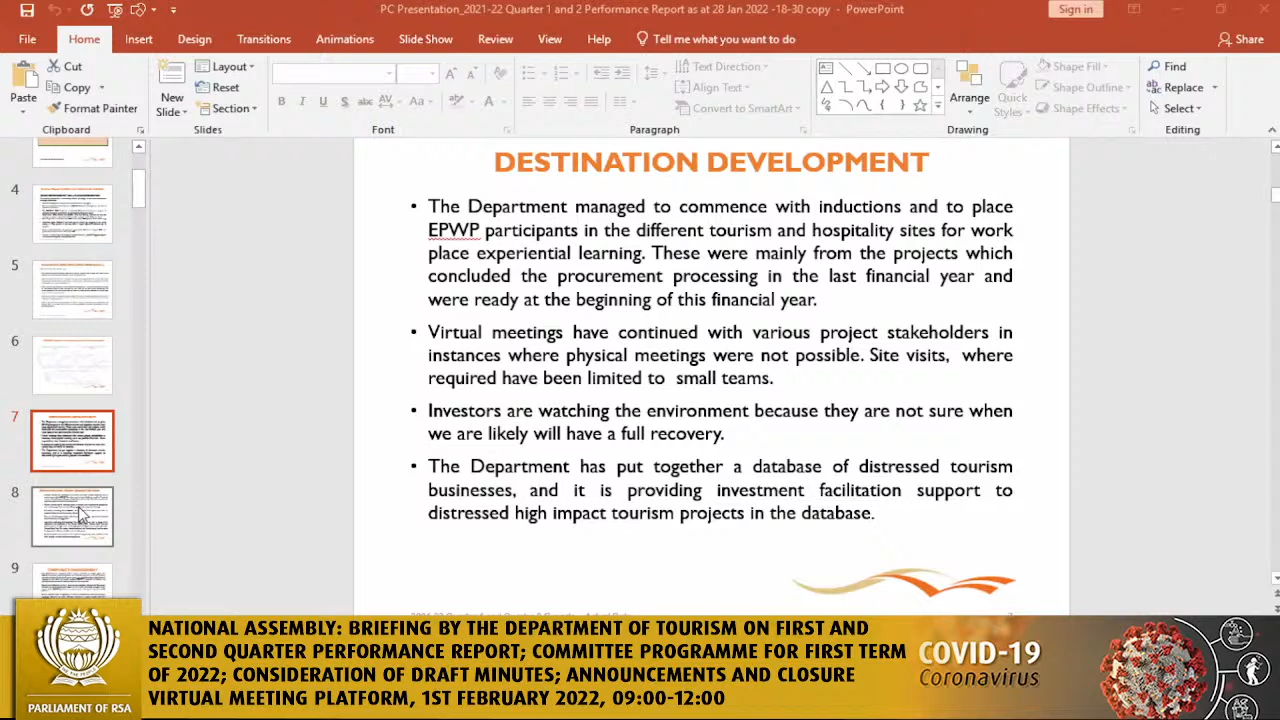 PC Presentation_2021-22 Quarter 1 and 2 Performance Report as at 28 Jan 2022 -18-30 copy - PowerPoint
Sign in
File Home Insert Design Transitions Animations Slide Show Review View Help Tell me what you want to do Share
Paste Cut Copy Format Painter Clipboard
New Slide Layout Reset Section Slides
B I U S abc AV Aa A Font
Text Direction Align Text Convert to SmartArt Paragraph
Arrange Quick Styles Shape Fill Shape Outline Shape Effects Drawing
Find Replace Select Editing
4
5
6
7
9
DESTINATION DEVELOPMENT
• The Department managed to commence with inductions and to place
EPWP participants in the different tourism and hospitality sites for work
place experiential learning. These were mainly from the projects which
concluded the procurement processing in the last financial year and
were ready at the beginning of this financial year.
• Virtual meetings have continued with various project stakeholders in
instances where physical meetings were not possible. Site visits, where
required have been limited to small teams.
• Investors are watching the environment because they are not sure when
we are likely will have a full recovery.
• The Department has put together a database of distressed tourism
businesses, and it is providing investment facilitation support to
distressed high impact tourism projects in the database.
PARLIAMENT OF RSA
NATIONAL ASSEMBLY: BRIEFING BY THE DEPARTMENT OF TOURISM ON FIRST AND
SECOND QUARTER PERFORMANCE REPORT; COMMITTEE PROGRAMME FOR FIRST TERM
OF 2022; CONSIDERATION OF DRAFT MINUTES; ANNOUNCEMENTS AND CLOSURE
VIRTUAL MEETING PLATFORM, 1ST FEBRUARY 2022, 09:00-12:00
COVID-19
Coronavirus